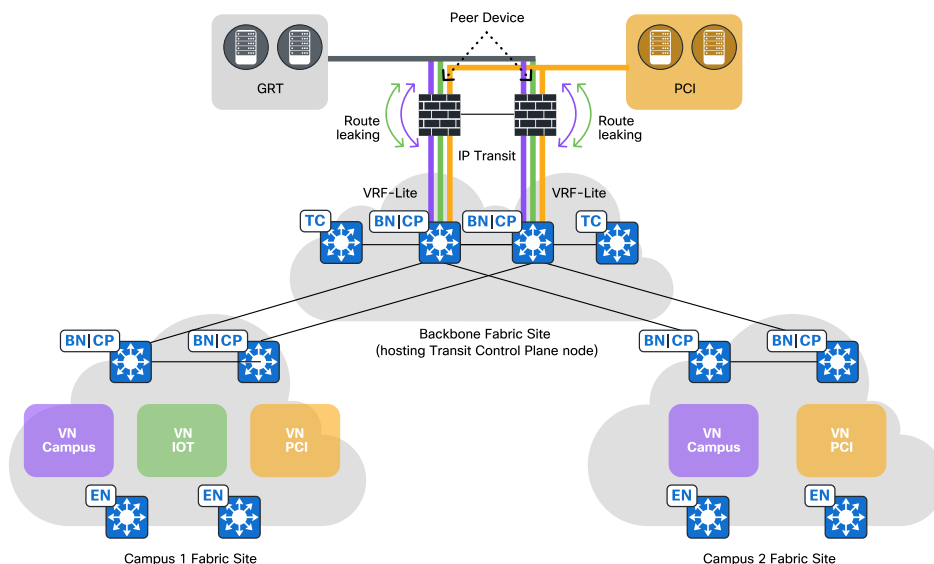 Peer Device
GRT
PCI
Route
leaking
Route
leaking
IP Transit
VRF-Lite
VRF-Lite
TC
BN|CP
BN|CP
TC
Backbone Fabric Site
(hosting Transit Control Plane node)
BN|CP
BN|CP
BN|CP
BN|CP
VN
Campus
VN
IOT
VN
PCI
VN
Campus
VN
PCI
EN
EN
EN
EN
Campus 1 Fabric Site
Campus 2 Fabric Site